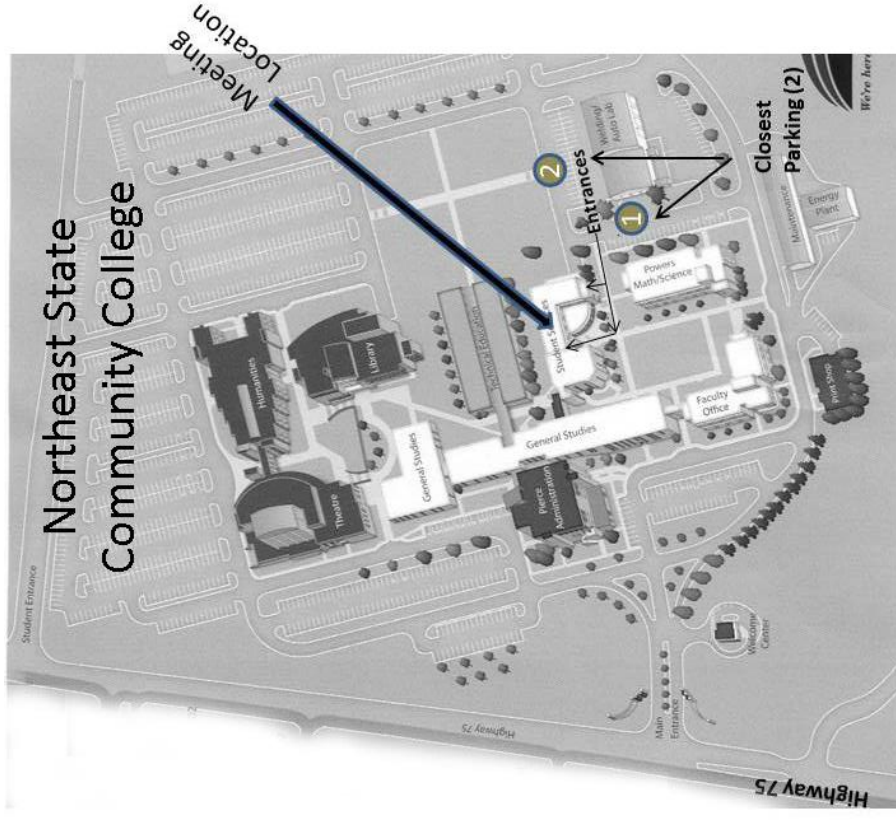 Meeting
Location
Northeast State
Community College
Student Entrance
Humanities
Library
Theatre
General Studies
Technical Education
Student Services
General Studies
Pierce
Administration
Faculty
Office
Powers
Math/Science
Welding/
Auto Lab
Entrances
2
1
Closest
Parking (2)
Maintenance
Energy
Plant
Print Shop
Welcome
Center
Main
Entrance
Highway 75
Highway 75
We're here